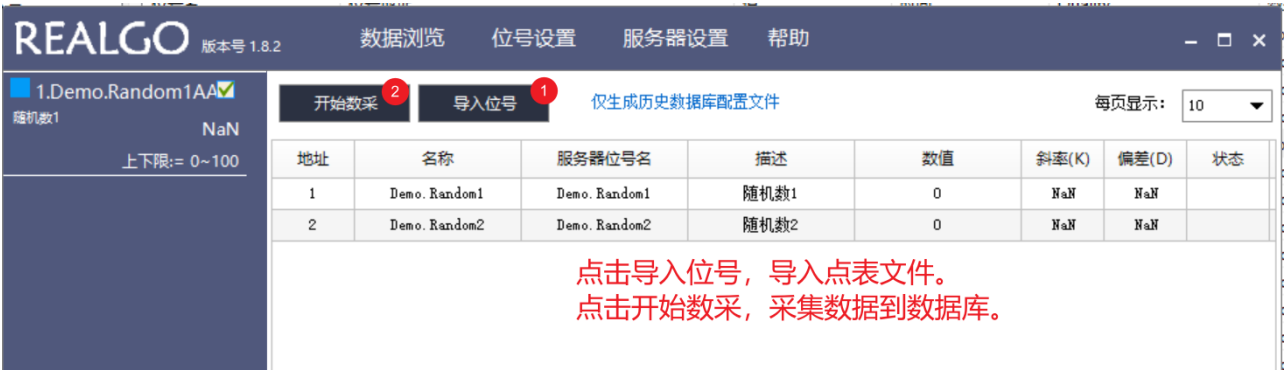 REALGO 版本号 1.8.2 数据浏览 位号设置 服务器设置 帮助
1.Demo.Random1AA
随机数1
NaN
上下限:= 0~100
开始数采 2 导入位号 1 仅生成历史数据库配置文件 每页显示: 10
地址 名称 服务器位号名 描述 数值 斜率(K) 偏差(D) 状态
1 Demo.Random1 Demo.Random1 随机数1 0 NaN NaN
2 Demo.Random2 Demo.Random2 随机数2 0 NaN NaN
点击导入位号，导入点表文件。
点击开始数采，采集数据到数据库。